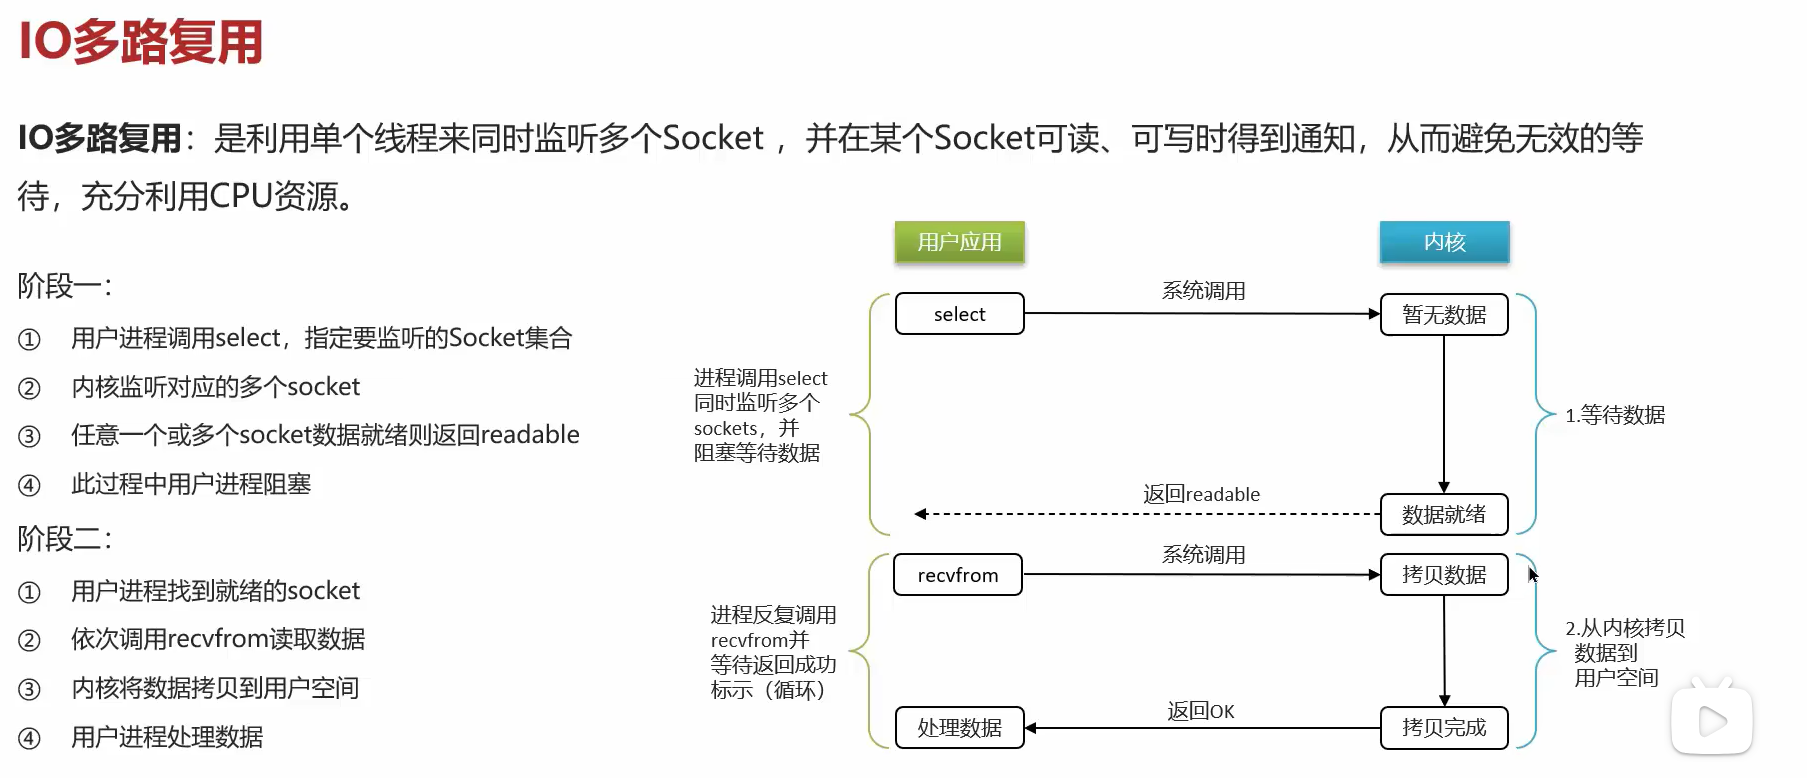 IO多路复用
IO多路复用：是利用单个线程来同时监听多个Socket ，并在某个Socket可读、可写时得到通知，从而避免无效的等
待，充分利用CPU资源。
阶段一：
① 用户进程调用select，指定要监听的Socket集合
② 内核监听对应的多个socket
③ 任意一个或多个socket数据就绪则返回readable
④ 此过程中用户进程阻塞
阶段二：
① 用户进程找到就绪的socket
② 依次调用recvfrom读取数据
③ 内核将数据拷贝到用户空间
④ 用户进程处理数据
用户应用
内核
select
系统调用
暂无数据
进程调用select
同时监听多个
sockets，并
阻塞等待数据
1.等待数据
返回readable
数据就绪
recvfrom
系统调用
拷贝数据
进程反复调用
recvfrom并
等待返回成功
标示（循环）
2.从内核拷贝
数据到
用户空间
处理数据
返回OK
拷贝完成